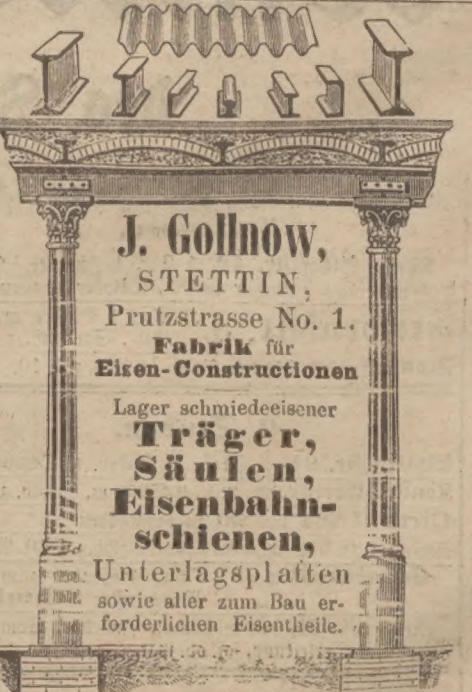 J. Gollnow,
STETTIN,
Prutzstrasse No. 1.
Fabrik für
Eisen-Constructionen
Lager schmiedeeisener
Träger,
Säulen,
Eisenbahn-
schienen,
Unterlagsplatten
sowie aller zum Bau er-
forderlichen Eisentheile.